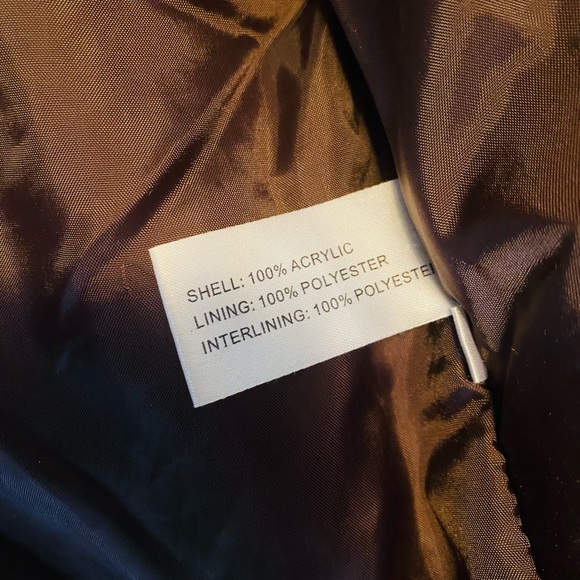 SHELL: 100% ACRYLIC
LINING: 100% POLYESTER
INTERLINING: 100% POLYESTER